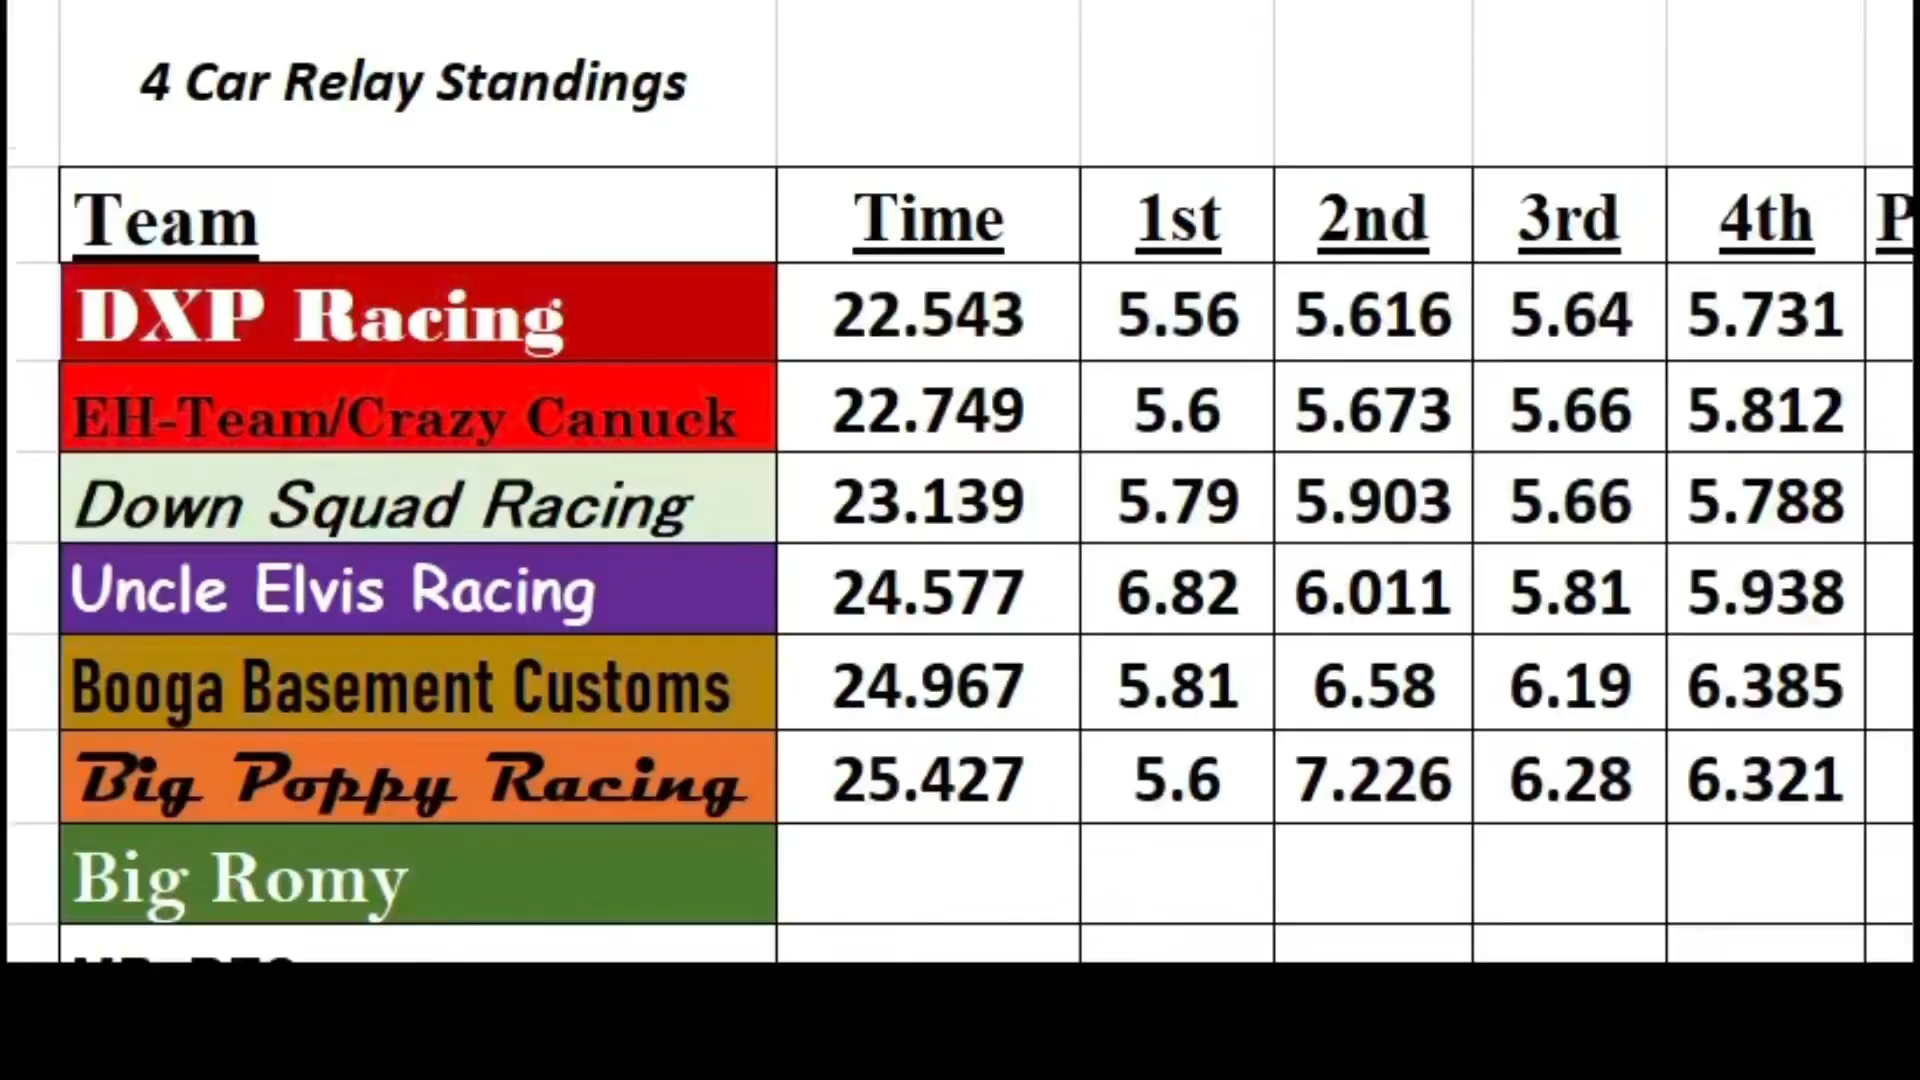 4 Car Relay Standings
Team Time 1st 2nd 3rd 4th
DXP Racing 22.543 5.56 5.616 5.64 5.731
EH-Team/Crazy Canuck 22.749 5.6 5.673 5.66 5.812
Down Squad Racing 23.139 5.79 5.903 5.66 5.788
Uncle Elvis Racing 24.577 6.82 6.011 5.81 5.938
Booga Basement Customs 24.967 5.81 6.58 6.19 6.385
Big Poppy Racing 25.427 5.6 7.226 6.28 6.321
Big Romy